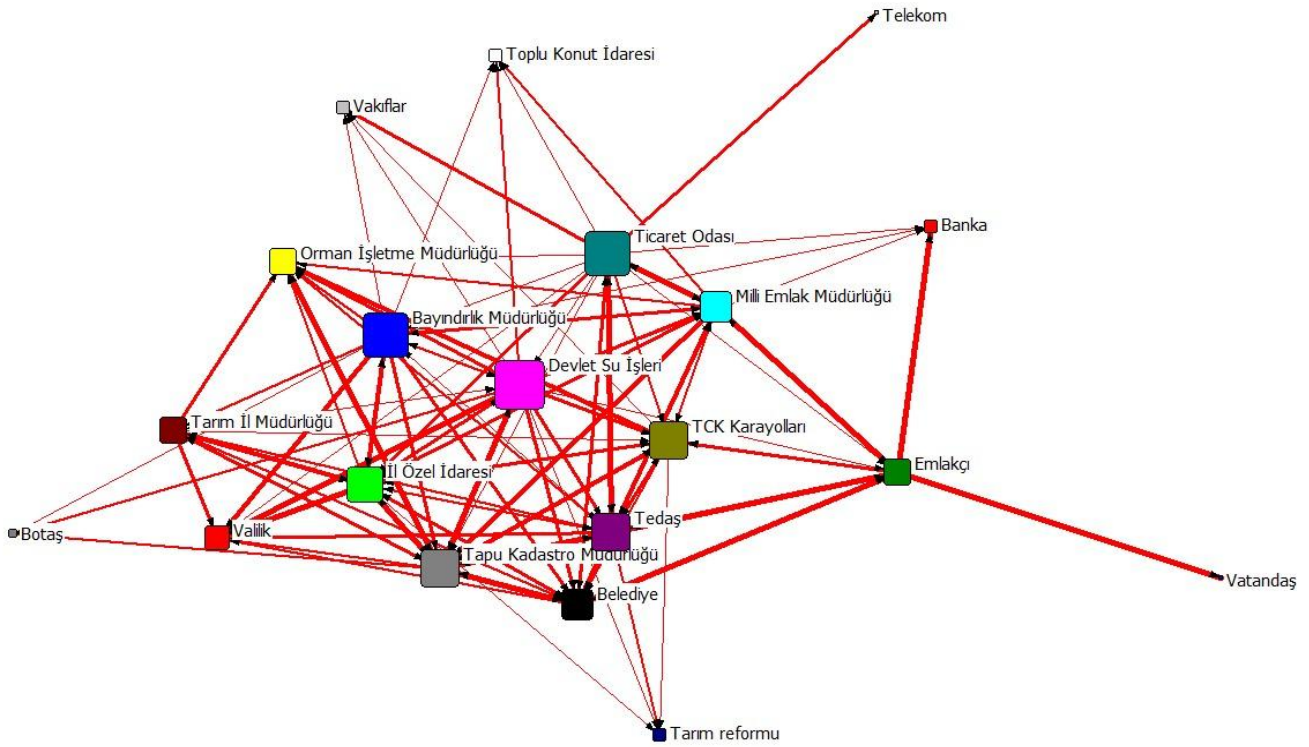 Telekom
Toplu Konut İdaresi
Vakıflar
Banka
Ticaret Odası
Orman İşletme Müdürlüğü
Milli Emlak Müdürlüğü
Bayındırlık Müdürlüğü
Devlet Su İşleri
Tarım İl Müdürlüğü
TCK Karayolları
İl Özel İdaresi
Emlakçı
Tedaş
Botaş
Valilik
Tapu Kadastro Müdürlüğü
Vatandaş
Belediye
Tarım reformu